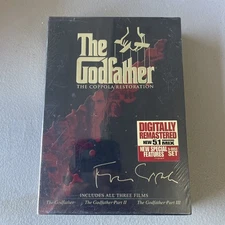 The
Godfather
THE COPPOLA RESTORATION
DIGITALLY
REMASTERED
NEW 5.1 MIX
NEW SPECIAL
FEATURES
SET
INCLUDES ALL THREE FILMS
The Godfather The Godfather Part II The Godfather Part III